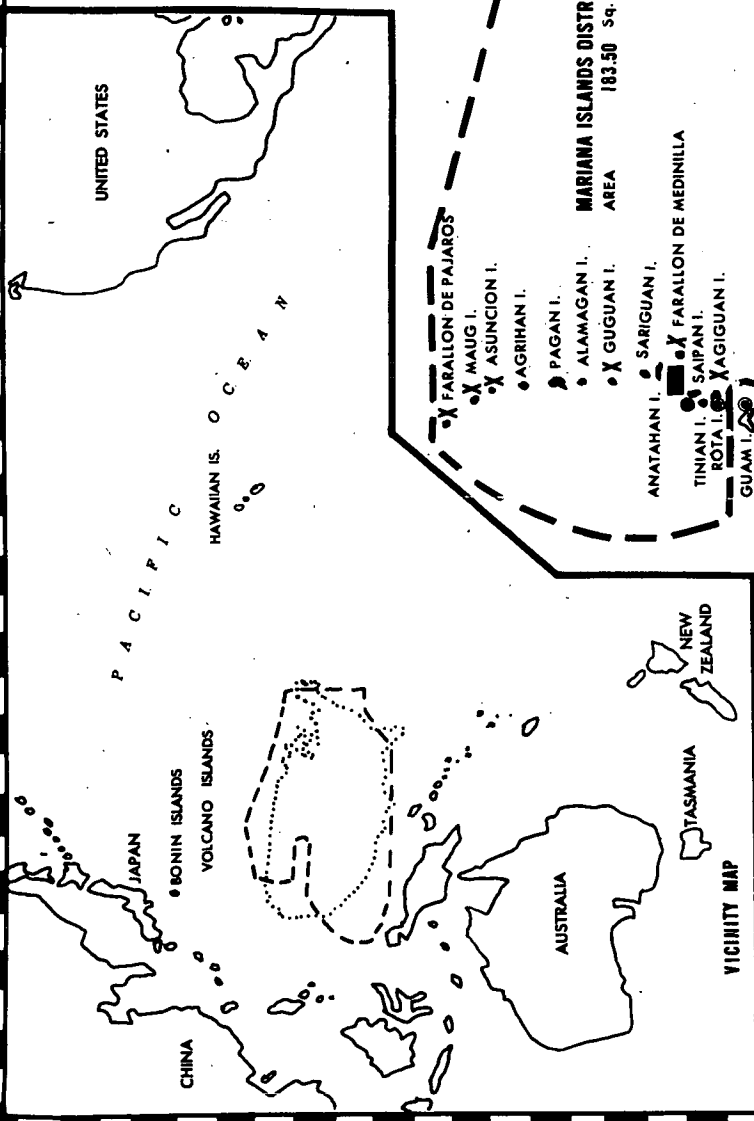 UNITED STATES
PACIFIC OCEAN
HAWAIIAN IS.
JAPAN
BONIN ISLANDS
VOLCANO ISLANDS
CHINA
AUSTRALIA
TASMANIA
NEW
ZEALAND
VICINITY MAP
X FARALLON DE PAJAROS
X MAUG I.
X ASUNCION I.
AGRIHAN I.
PAGAN I.
ALAMAGAN I.
X GUGUAN I.
SARIGUAN I.
ANATAHAN I.
X FARALLON DE MEDINILLA
SAIPAN I.
TINIAN I.
XAGIGUAN I.
ROTA I.
GUAM I.
MARIANA ISLANDS DISTR
AREA 183.50 Sq.